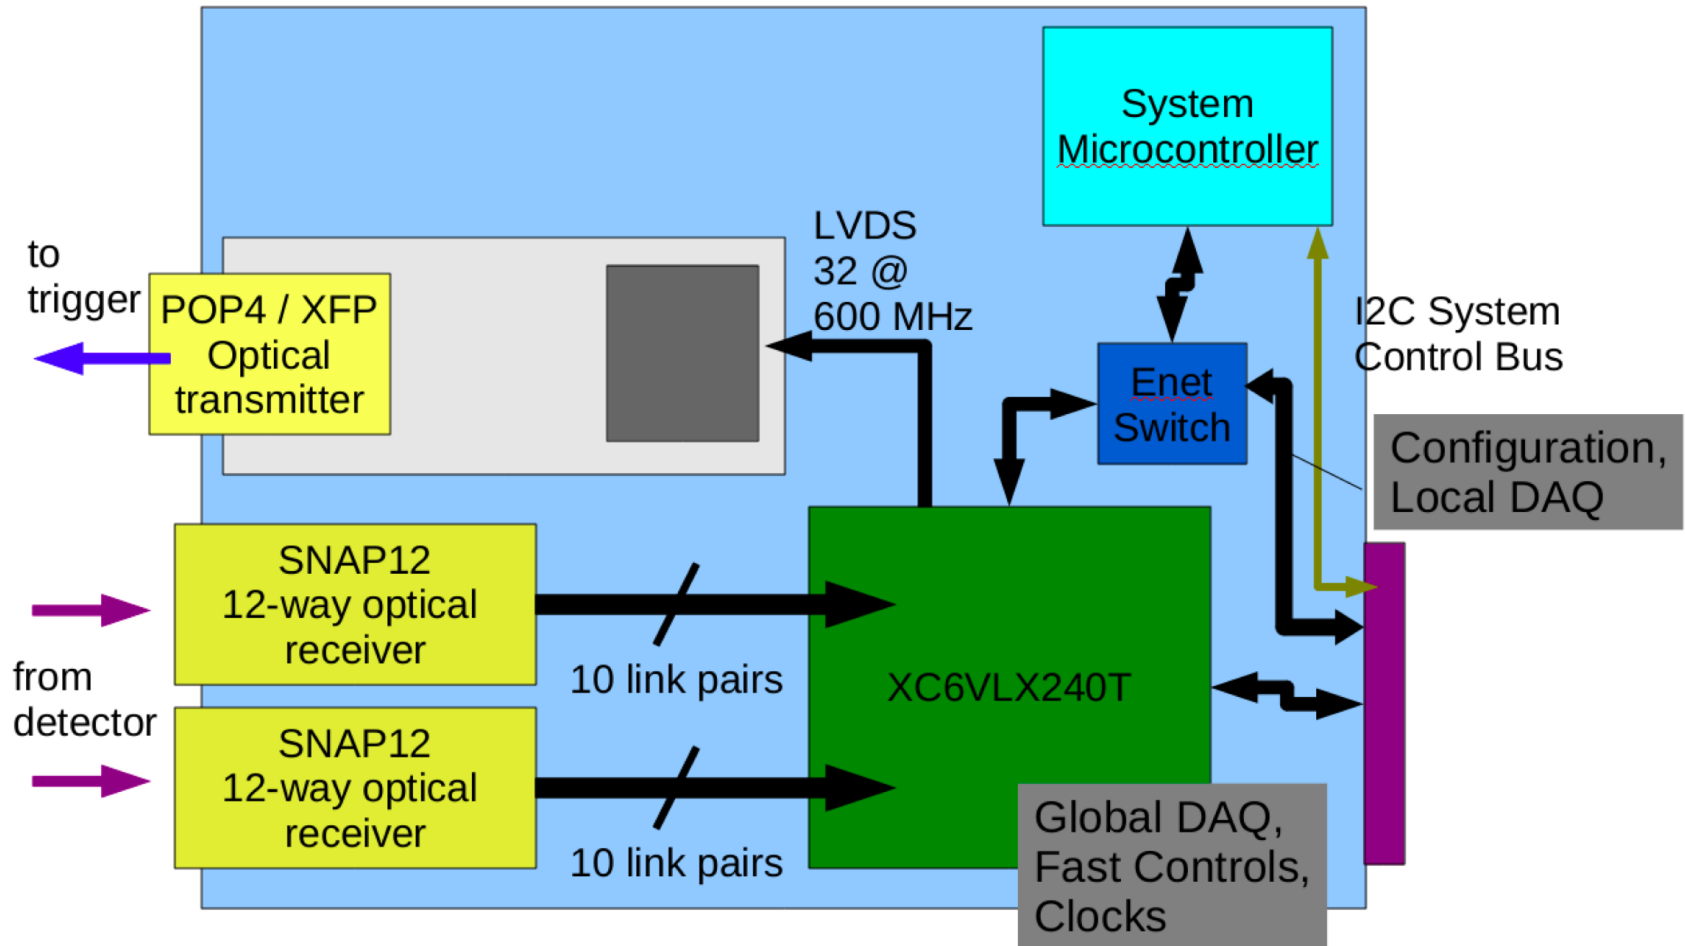 System
Microcontroller
LVDS
32 @
600 MHz
to
trigger
POP4 / XFP
Optical
transmitter
I2C System
Control Bus
Enet
Switch
Configuration,
Local DAQ
SNAP12
12-way optical
receiver
10 link pairs
from
detector
XC6VLX240T
SNAP12
12-way optical
receiver
10 link pairs
Global DAQ,
Fast Controls,
Clocks